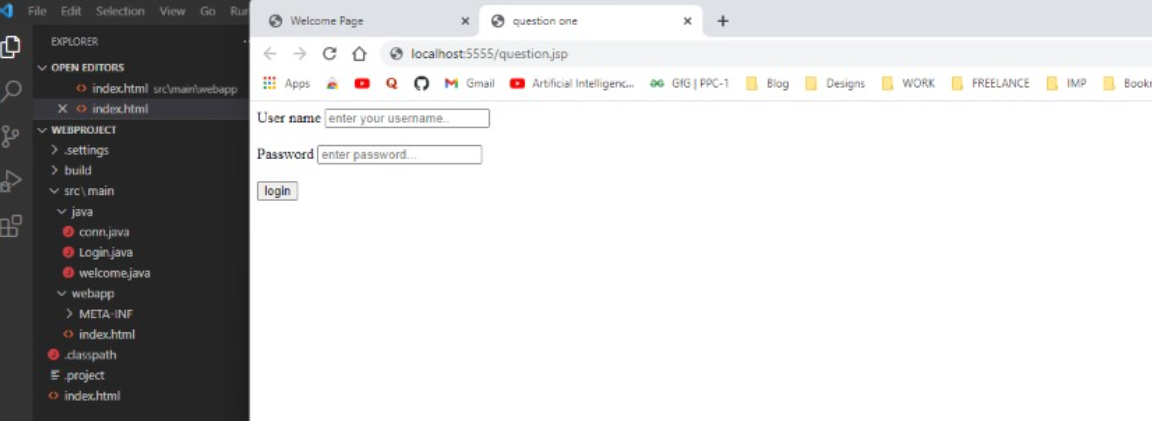 File Edit Selection View Go Run
EXPLORER
OPEN EDITORS
index.html src\main\webapp
index.html
WEBPROJECT
.settings
build
src\main
java
conn.java
Login.java
welcome.java
webapp
META-INF
index.html
.classpath
.project
index.html
Welcome Page
question one
localhost:5555/question.jsp
Apps Gmail Artificial Intelligenc... GfG | PPC-1 Blog Designs WORK FREELANCE IMP Bookr
User name enter your username..
Password enter password...
login